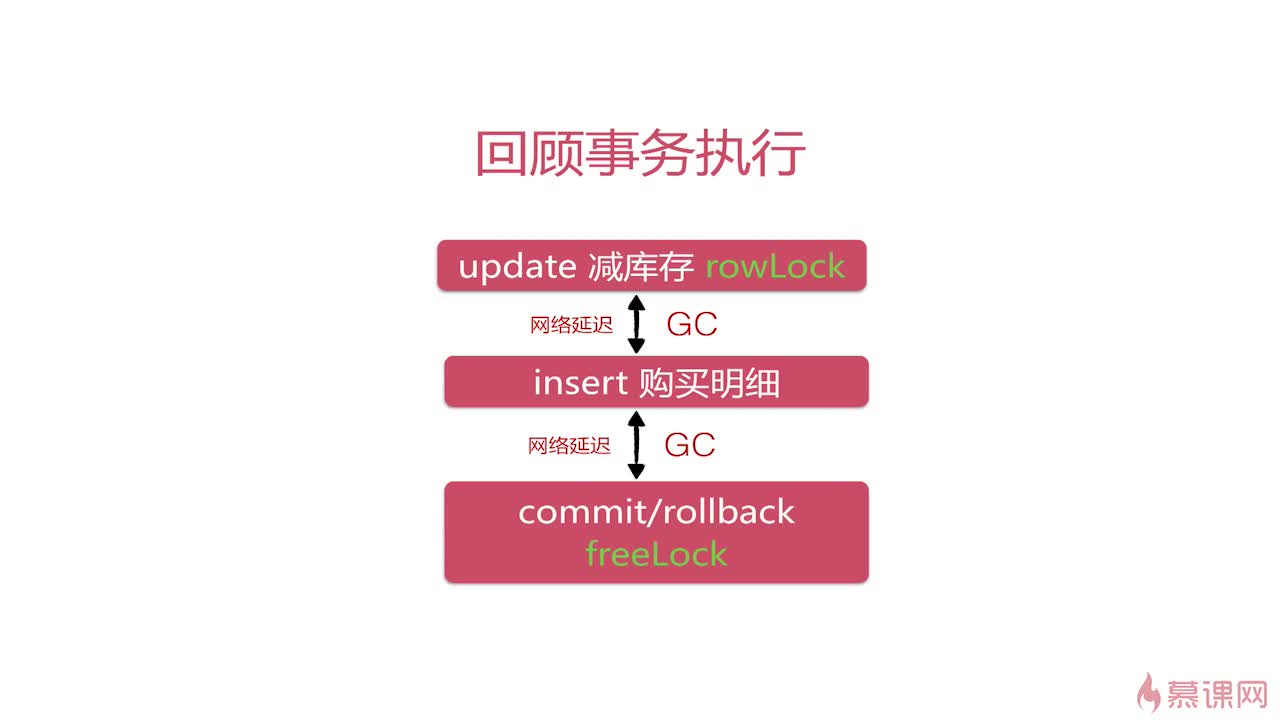 回顾事务执行
update 减库存 rowLock
网络延迟 GC
insert 购买明细
网络延迟 GC
commit/rollback
freeLock
慕课网